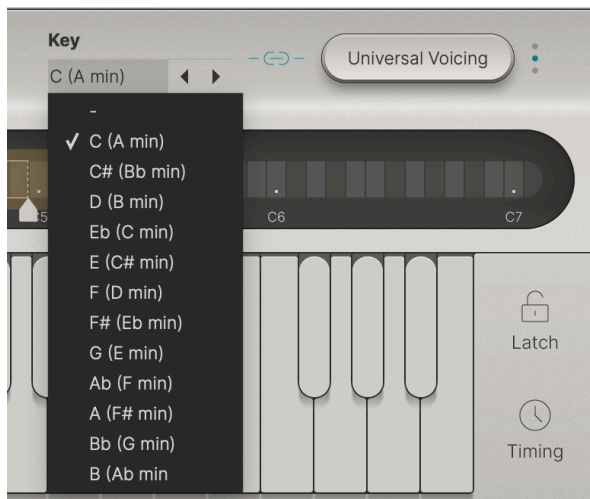 Key
C (A min)
Universal Voicing
-
✓ C (A min)
C# (Bb min)
D (B min)
Eb (C min)
E (C# min)
F (D min)
F# (Eb min)
G (E min)
Ab (F min)
A (F# min)
Bb (G min)
B (Ab min
C5
C6
C7
Latch
Timing